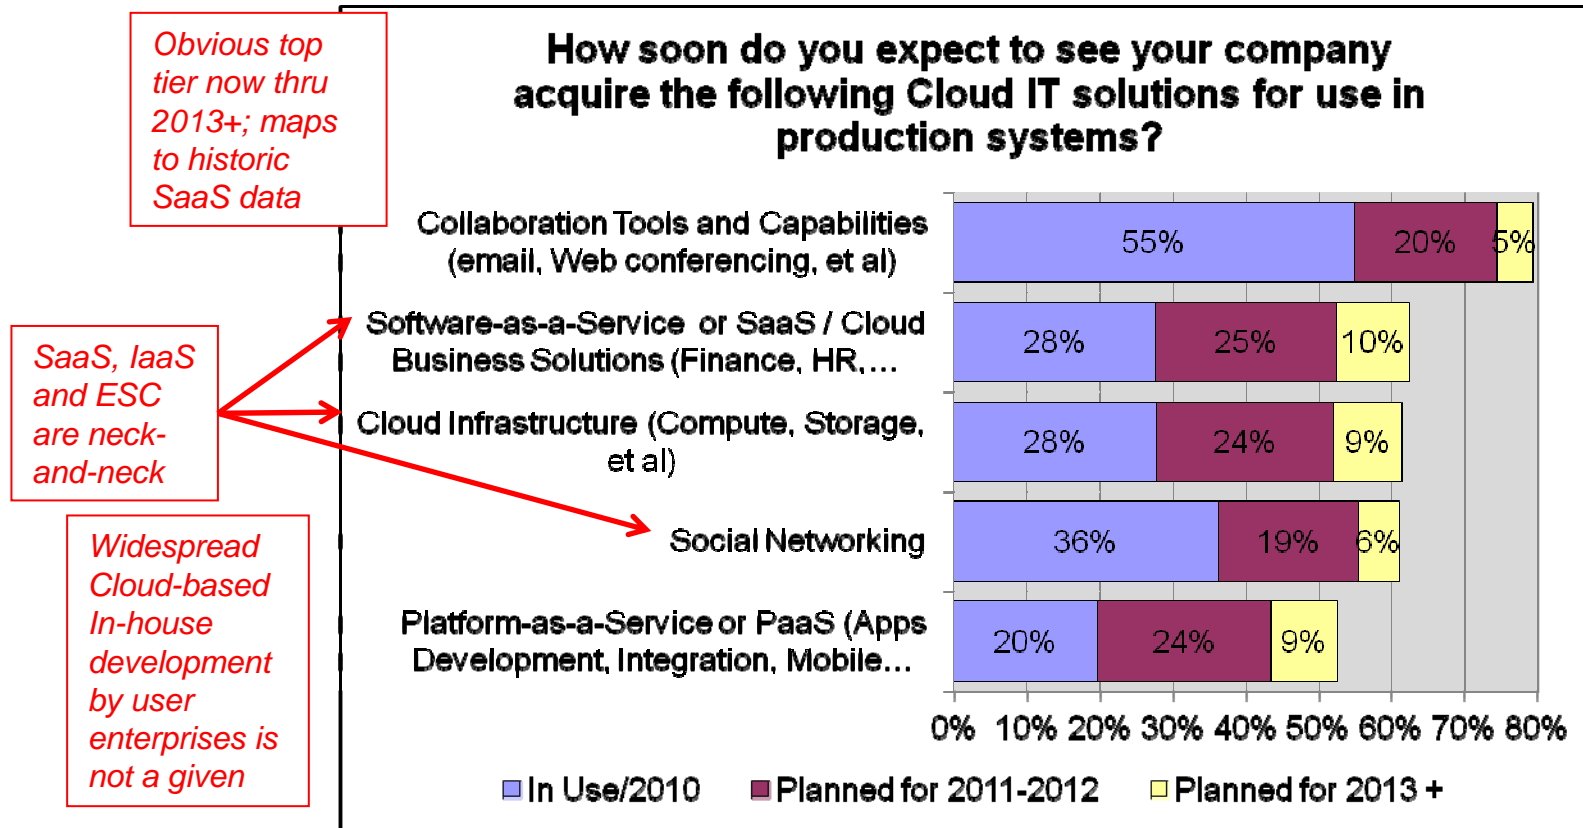 Obvious top
tier now thru
2013+; maps
to historic
SaaS data
SaaS, IaaS
and ESC
are neck-
and-neck
Widespread
Cloud-based
In-house
development
by user
enterprises is
not a given
How soon do you expect to see your company
acquire the following Cloud IT solutions for use in
production systems?
Collaboration Tools and Capabilities
(email, Web conferencing, et al)
55% 20% 5%
Software-as-a-Service or SaaS / Cloud
Business Solutions (Finance, HR,...
28% 25% 10%
Cloud Infrastructure (Compute, Storage,
et al)
28% 24% 9%
Social Networking
36% 19% 6%
Platform-as-a-Service or PaaS (Apps
Development, Integration, Mobile...
20% 24% 9%
0% 10% 20% 30% 40% 50% 60% 70% 80%
In Use/2010 Planned for 2011-2012 Planned for 2013 +